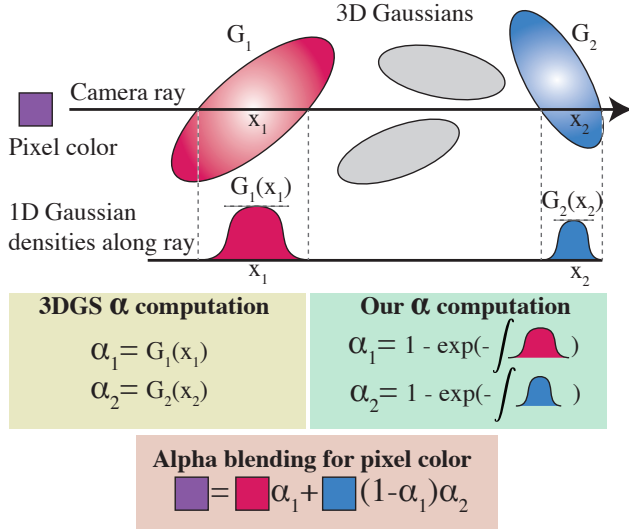 3D Gaussians
G₁
G₂
Camera ray
x₁
x₂
Pixel color
G₁(x₁)
G₂(x₂)
1D Gaussian
densities along ray
x₁
x₂
3DGS α computation
α₁= G₁(x₁)
α₂= G₂(x₂)
Our α computation
α₁= 1 - exp(-∫ )
α₂= 1 - exp(-∫ )
Alpha blending for pixel color
= α₁+ (1-α₁)α₂